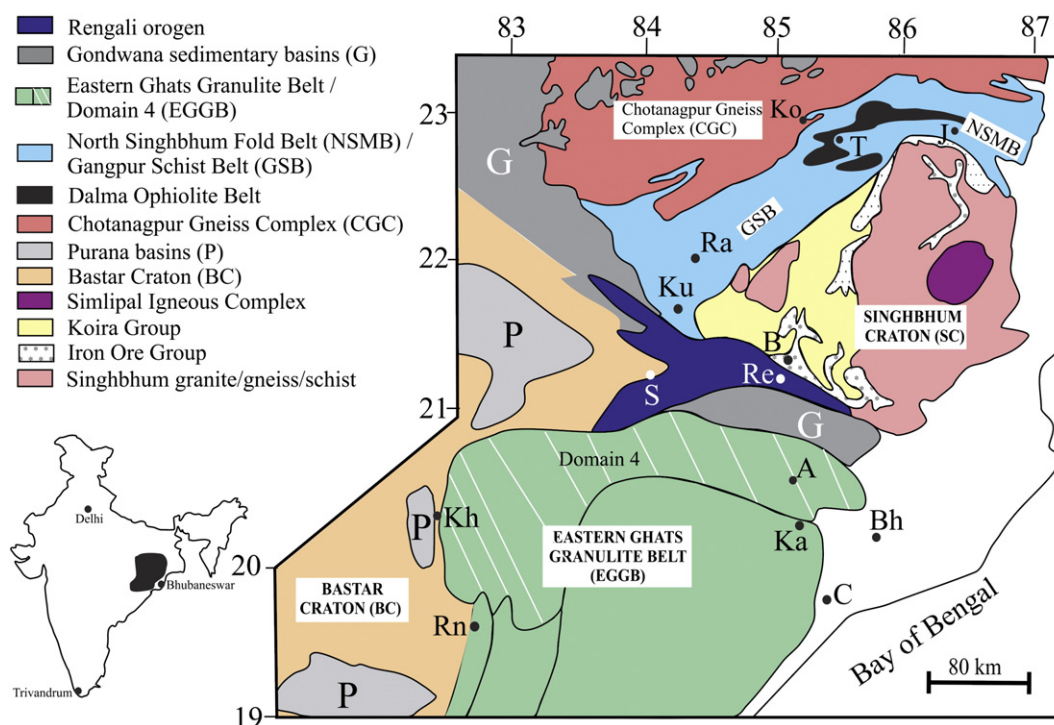 Rengali orogen
Gondwana sedimentary basins (G)
Eastern Ghats Granulite Belt /
Domain 4 (EGGB)
North Singhbhum Fold Belt (NSMB) /
Gangpur Schist Belt (GSB)
Dalma Ophiolite Belt
Chotanagpur Gneiss Complex (CGC)
Purana basins (P)
Bastar Craton (BC)
Simlipal Igneous Complex
Koira Group
Iron Ore Group
Singhbhum granite/gneiss/schist
83
84
85
86
87
23
22
21
20
19
Chotanagpur Gneiss
Complex (CGC)
Ko
T
J
NSMB
G
GSB
Ra
Ku
P
SINGHBHUM
CRATON (SC)
B
S
Re
G
Domain 4
A
P
Kh
EASTERN GHATS
GRANULITE BELT
(EGGB)
Ka
Bh
BASTAR
CRATON (BC)
Rn
C
P
Bay of Bengal
80 km
Delhi
Bhubaneswar
Trivandrum